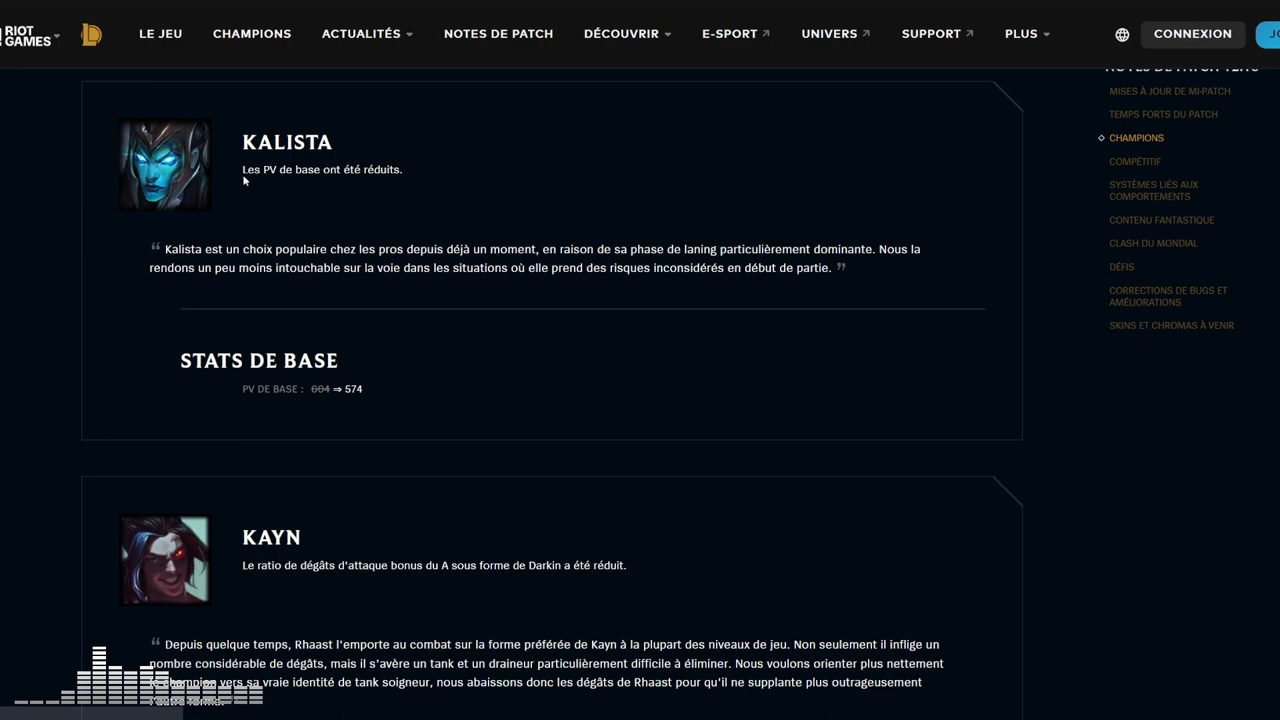 RIOT
GAMES
LE JEU
CHAMPIONS
ACTUALITÉS
NOTES DE PATCH
DÉCOUVRIR
E-SPORT
UNIVERS
SUPPORT
PLUS
CONNEXION
KALISTA
Les PV de base ont été réduits.
“ Kalista est un choix populaire chez les pros depuis déjà un moment, en raison de sa phase de laning particulièrement dominante. Nous la
rendons un peu moins intouchable sur la voie dans les situations où elle prend des risques inconsidérés en début de partie. ”
STATS DE BASE
PV DE BASE : 604 ⇒ 574
KAYN
Le ratio de dégâts d'attaque bonus du A sous forme de Darkin a été réduit.
“ Depuis quelque temps, Rhaast l'emporte au combat sur la forme préférée de Kayn à la plupart des niveaux de jeu. Non seulement il inflige un
nombre considérable de dégâts, mais il s'avère un tank et un draineur particulièrement difficile à éliminer. Nous voulons orienter plus nettement
le champion vers sa vraie identité de tank soigneur, nous abaissons donc les dégâts de Rhaast pour qu'il ne supplante plus outrageusement
l'autre forme.
NOTES DE PATCH
MISES À JOUR DE MI-PATCH
TEMPS FORTS DU PATCH
CHAMPIONS
COMPÉTITIF
SYSTÈMES LIÉS AUX
COMPORTEMENTS
CONTENU FANTASTIQUE
CLASH DU MONDIAL
DÉFIS
CORRECTIONS DE BUGS ET
AMÉLIORATIONS
SKINS ET CHROMAS À VENIR